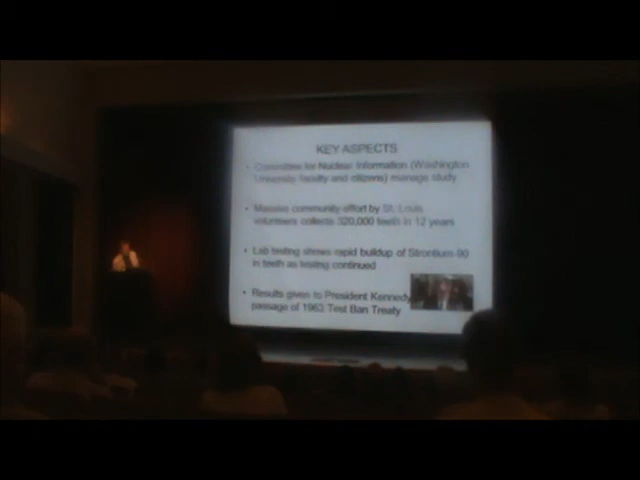 KEY ASPECTS
• Committee for Nuclear Information (Washington
University faculty and citizens) manage study
• Massive community effort by St. Louis
volunteers collects 320,000 teeth in 12 years
• Lab testing shows rapid buildup of Strontium-90
in teeth as testing continued
• Results given to President Kennedy
passage of 1963 Test Ban Treaty